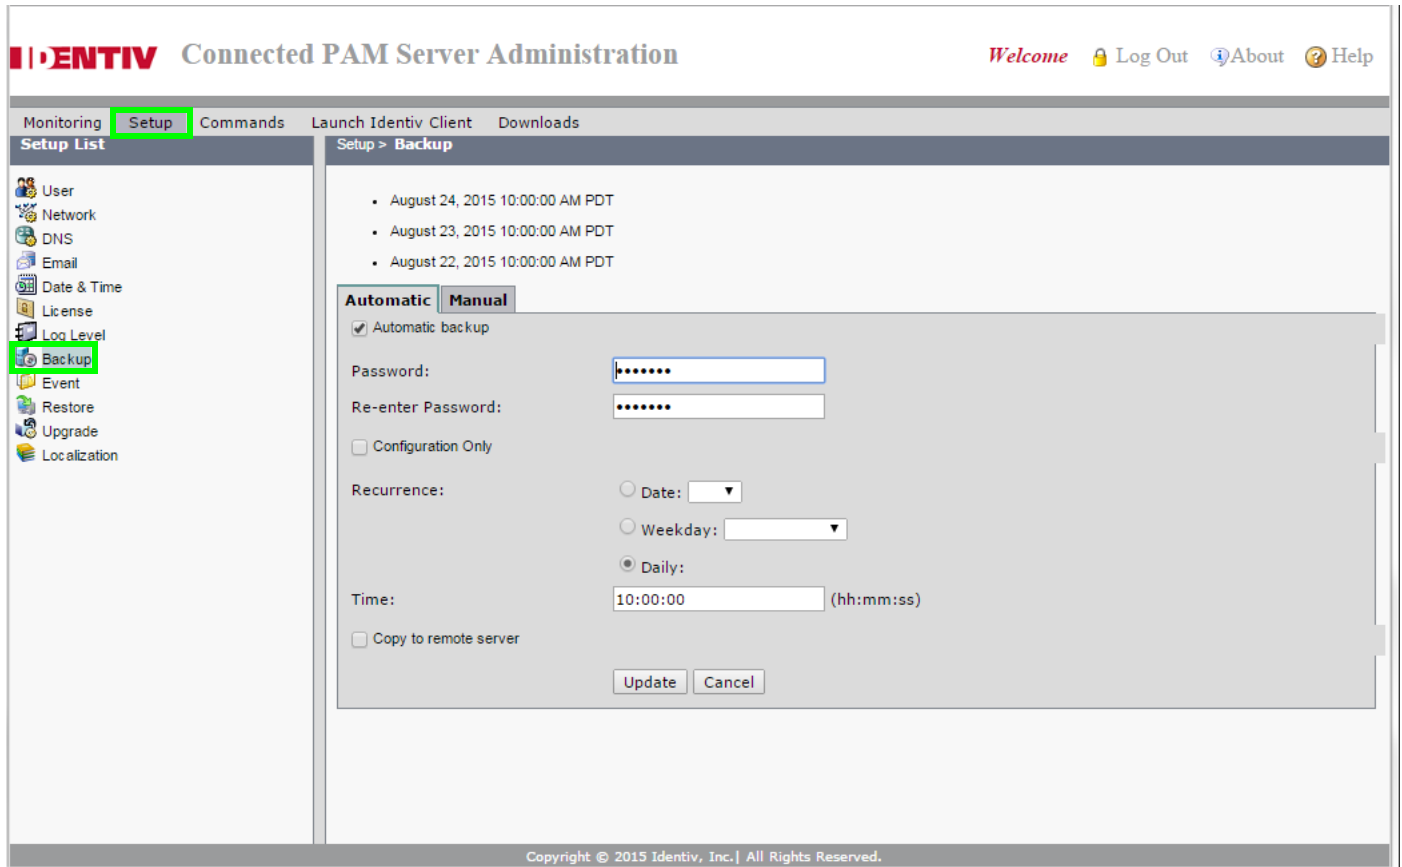 IDENTIV Connected PAM Server Administration Welcome Log Out About Help
Monitoring Setup Commands Launch Identiv Client Downloads
Setup List
User
Network
DNS
Email
Date & Time
License
Log Level
Backup
Event
Restore
Upgrade
Localization
Setup > Backup
• August 24, 2015 10:00:00 AM PDT
• August 23, 2015 10:00:00 AM PDT
• August 22, 2015 10:00:00 AM PDT
Automatic Manual
Automatic backup
Password: •••••••
Re-enter Password: •••••••
Configuration Only
Recurrence: Date:
Weekday:
Daily:
Time: 10:00:00 (hh:mm:ss)
Copy to remote server
Update Cancel
Copyright © 2015 Identiv, Inc.| All Rights Reserved.